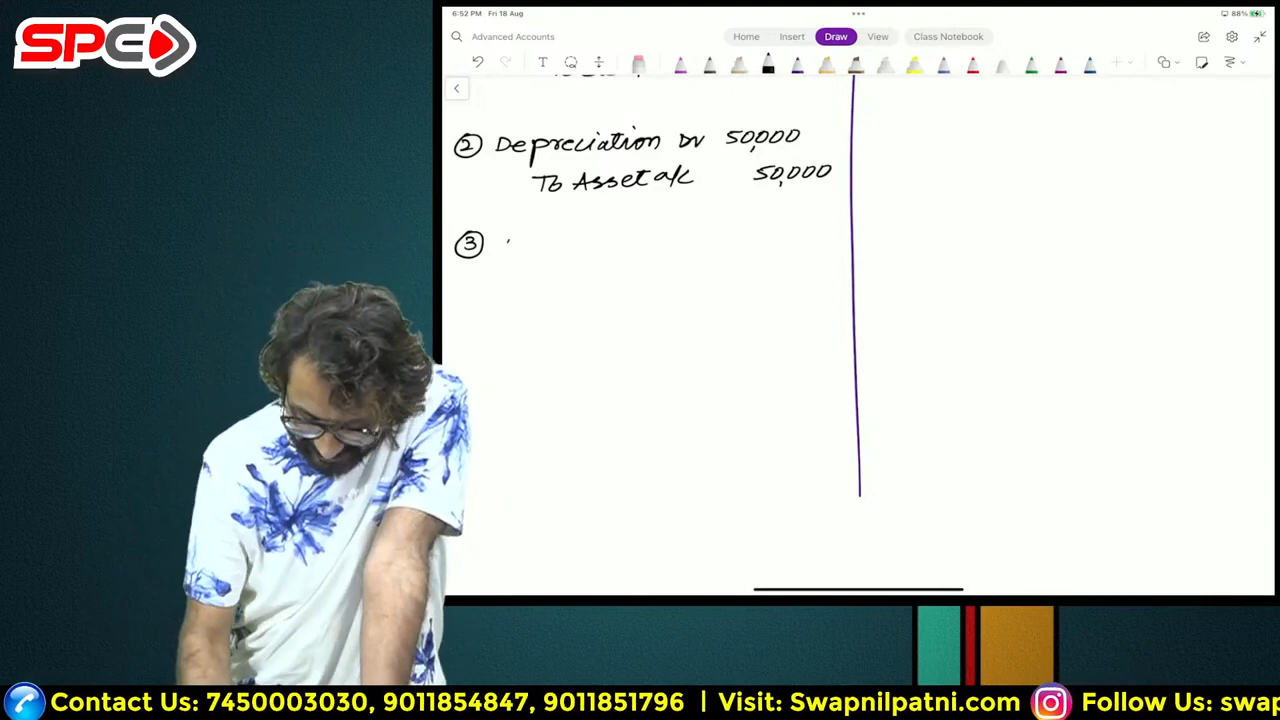 SPE
6:52 PM Fri 18 Aug
88%
Advanced Accounts
Home Insert Draw View Class Notebook
② Depreciation Dr 50,000
To Asset a/c 50,000
③
Contact Us: 7450003030, 9011854847, 9011851796 | Visit: Swapnilpatni.com Follow Us: swap